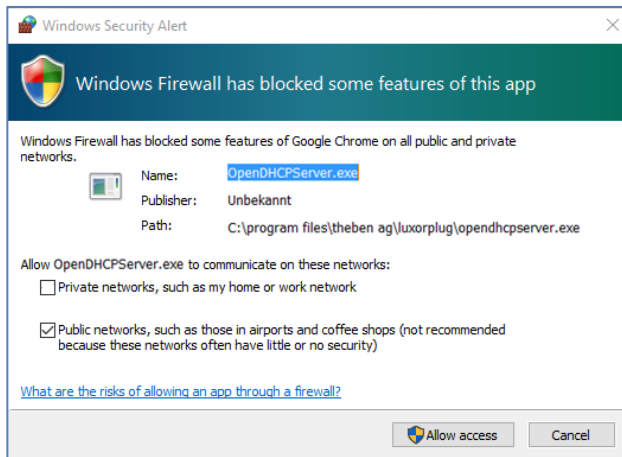 Windows Security Alert
Windows Firewall has blocked some features of this app
Windows Firewall has blocked some features of Google Chrome on all public and private
networks.
Name: OpenDHCPServer.exe
Publisher: Unbekannt
Path: C:\program files\theben ag\luxorplug\opendhcpserver.exe
Allow OpenDHCPServer.exe to communicate on these networks:
Private networks, such as my home or work network
Public networks, such as those in airports and coffee shops (not recommended
because these networks often have little or no security)
What are the risks of allowing an app through a firewall?
Allow access Cancel